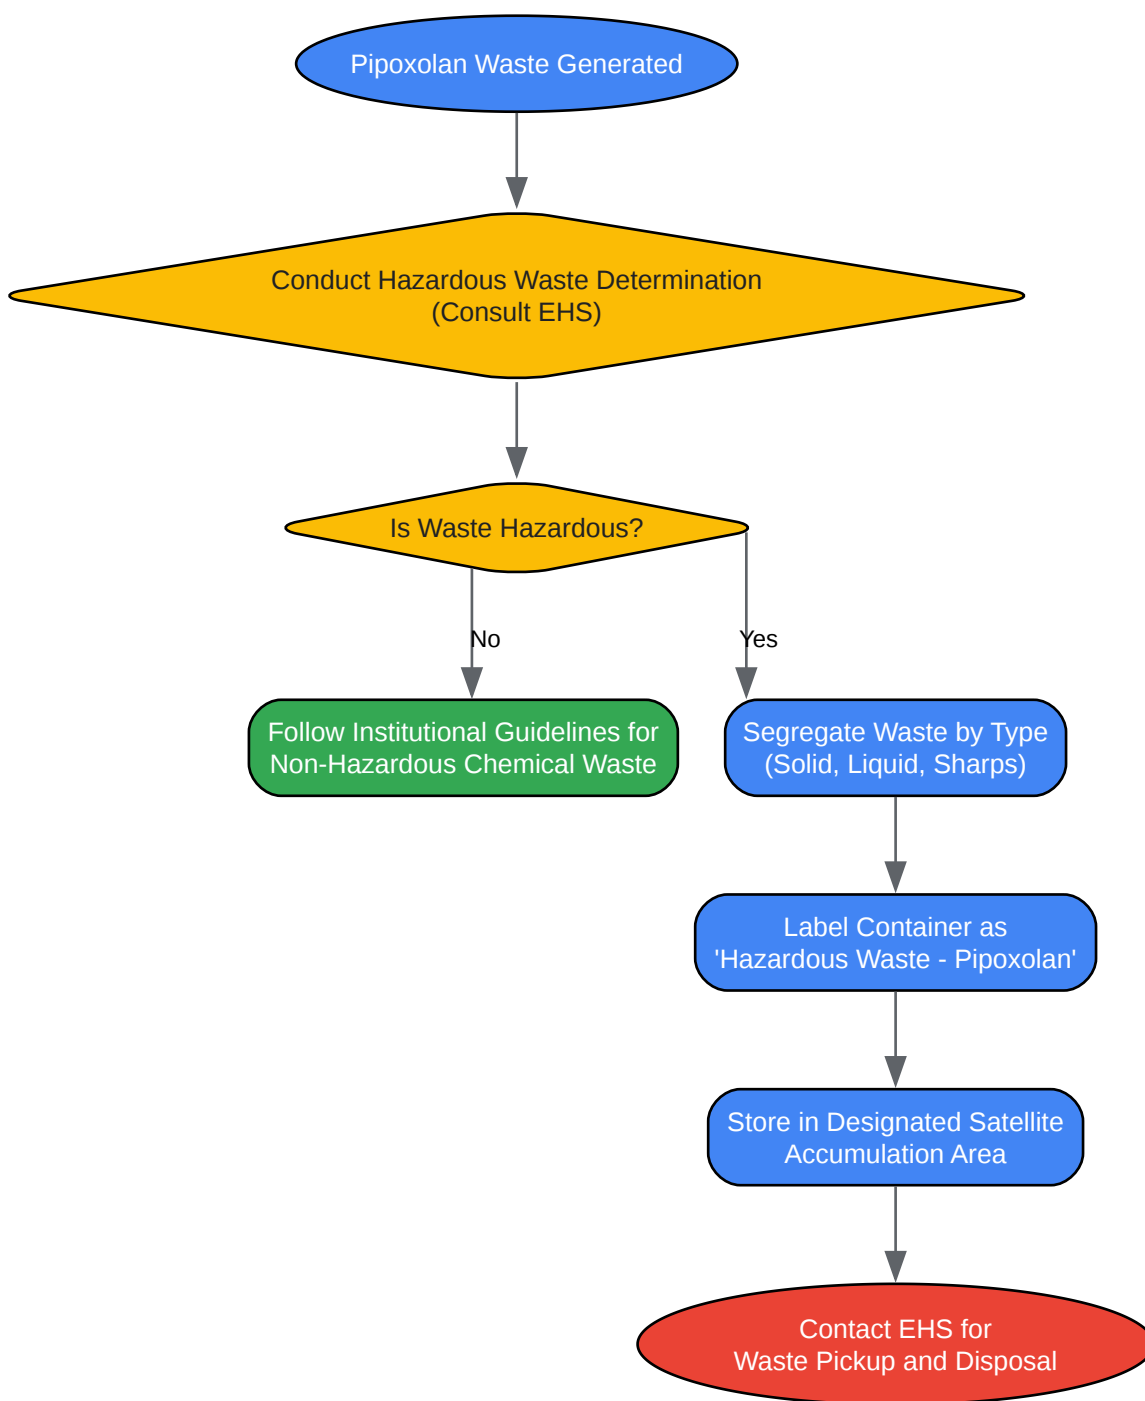 Pipoxolan Waste Generated
Conduct Hazardous Waste Determination
(Consult EHS)
Is Waste Hazardous?
No
Yes
Follow Institutional Guidelines for
Non-Hazardous Chemical Waste
Segregate Waste by Type
(Solid, Liquid, Sharps)
Label Container as
'Hazardous Waste - Pipoxolan'
Store in Designated Satellite
Accumulation Area
Contact EHS for
Waste Pickup and Disposal